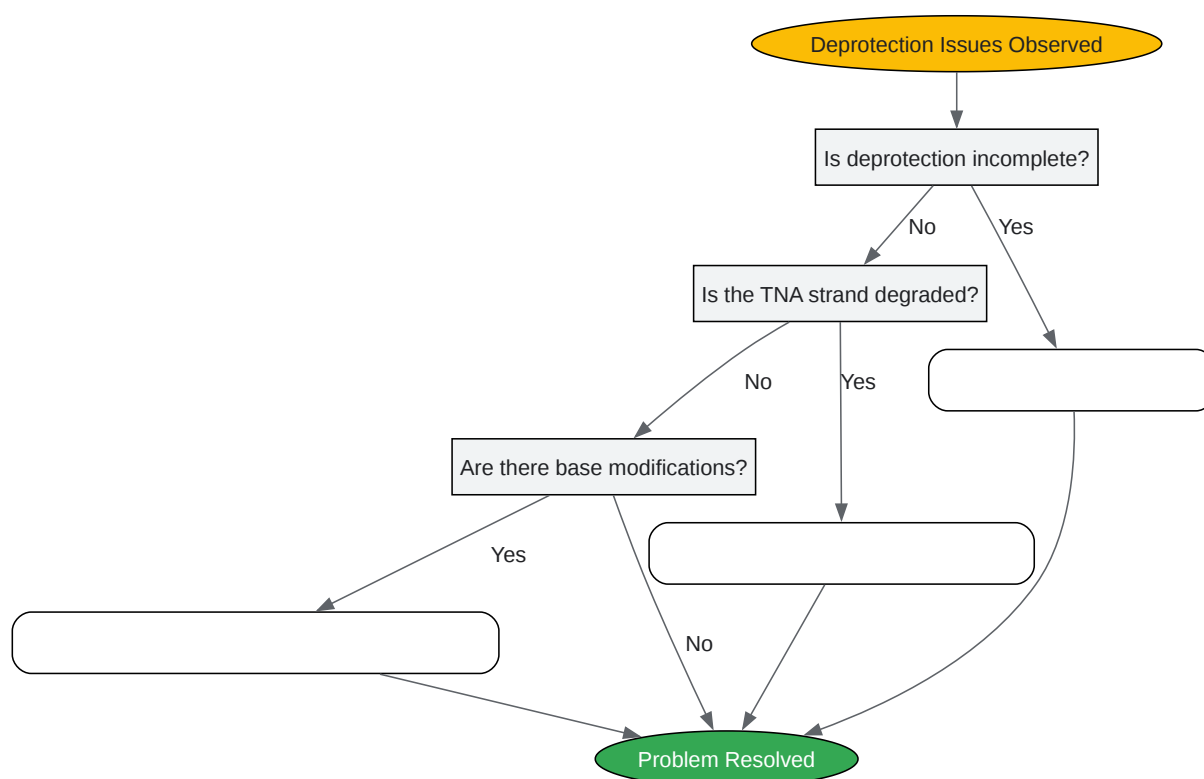 Deprotection Issues Observed
Is deprotection incomplete?
No
Yes
Is the TNA strand degraded?
No
Yes
Are there base modifications?
Yes
No
Problem Resolved